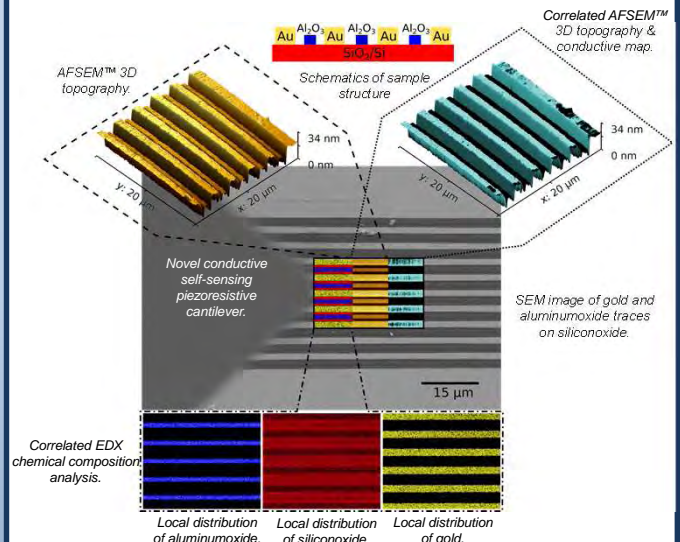 Au Al2O3 Au Al2O3 Au Al2O3 Au
SiO2/Si
Schematics of sample
structure
AFSEM™ 3D
topography.
Correlated AFSEM™
3D topography &
conductive map.
34 nm
0 nm
y: 20 µm
x: 20 µm
34 nm
0 nm
y: 20 µm
x: 20 µm
Novel conductive
self-sensing
piezoresistive
cantilever.
SEM image of gold and
aluminumoxide traces
on siliconoxide.
15 µm
Correlated EDX
chemical composition
analysis.
Local distribution
of aluminumoxide.
Local distribution
of siliconoxide
Local distribution
of gold.